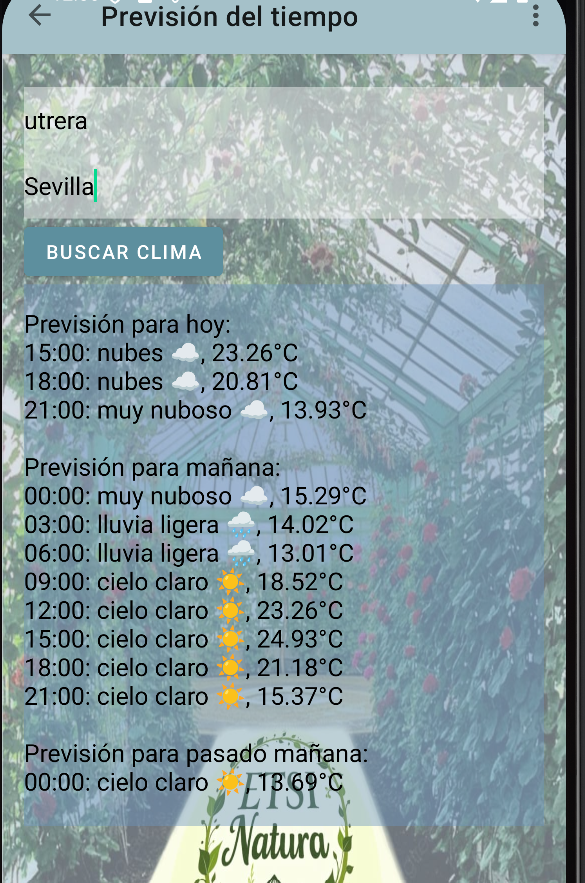 Previsión del tiempo
utrera
Sevilla
BUSCAR CLIMA
Previsión para hoy:
15:00: nubes ☁️, 23.26°C
18:00: nubes ☁️, 20.81°C
21:00: muy nuboso ☁️, 13.93°C
Previsión para mañana:
00:00: muy nuboso ☁️, 15.29°C
03:00: lluvia ligera 🌧️, 14.02°C
06:00: lluvia ligera 🌧️, 13.01°C
09:00: cielo claro ☀️, 18.52°C
12:00: cielo claro ☀️, 23.26°C
15:00: cielo claro ☀️, 24.93°C
18:00: cielo claro ☀️, 21.18°C
21:00: cielo claro ☀️, 15.37°C
Previsión para pasado mañana:
00:00: cielo claro ☀️, 13.69°C
ETSI
Natura